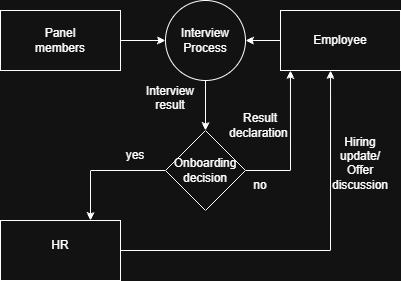 Panel
members
Interview
Process
Employee
Interview
result
Result
declaration
Hiring
update/
Offer
discussion
yes
Onboarding
decision
no
HR